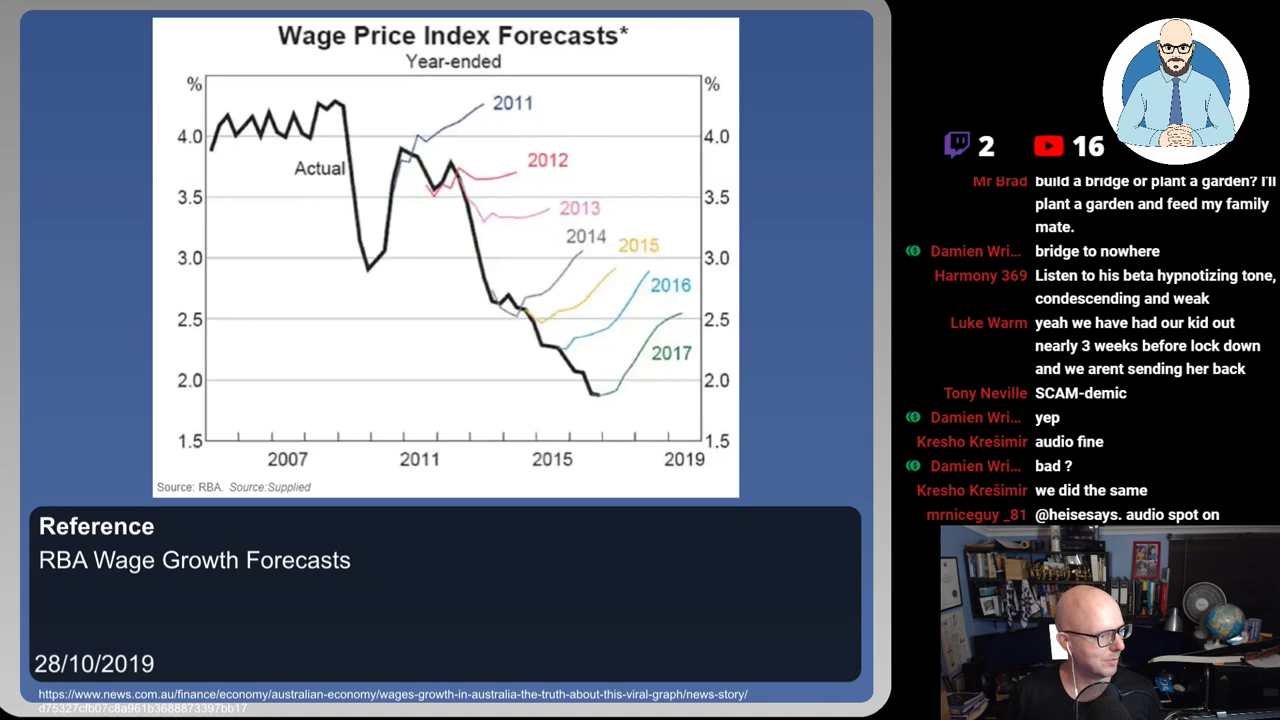 Wage Price Index Forecasts*
Year-ended
% %
2011
4.0 4.0
2012
Actual
3.5 3.5
2013
2014
2015
3.0 3.0
2016
2.5 2.5
2017
2.0 2.0
1.5 1.5
2007 2011 2015 2019
Source: RBA. Source:Supplied
Reference
RBA Wage Growth Forecasts
28/10/2019
https://www.news.com.au/finance/economy/australian-economy/wages-growth-in-australia-the-truth-about-this-viral-graph/news-story/
d75327cfb07c8a961b3688873397bb17
2 16
Mr Brad build a bridge or plant a garden? I'll
plant a garden and feed my family
mate.
Damien Wri... bridge to nowhere
Harmony 369 Listen to his beta hypnotizing tone,
condescending and weak
Luke Warm yeah we have had our kid out
nearly 3 weeks before lock down
and we arent sending her back
Tony Neville SCAM-demic
Damien Wri... yep
Kresho Krešimir audio fine
Damien Wri... bad ?
Kresho Krešimir we did the same
mrniceguy _81 @heisesays. audio spot on